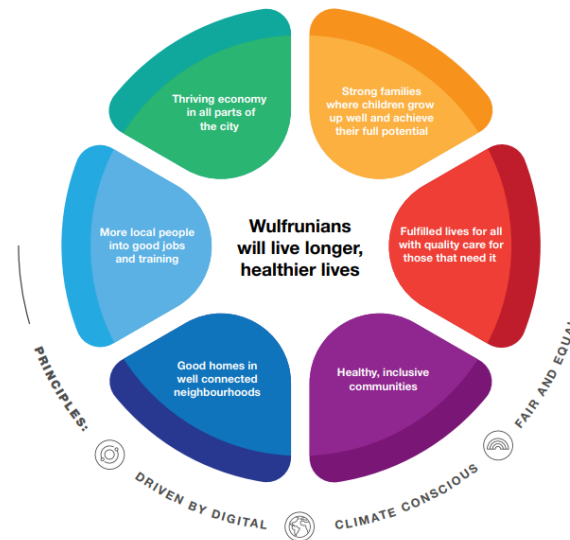 Thriving economy
in all parts of
the city
Strong families
where children grow
up well and achieve
their full potential
More local people
into good jobs
and training
Wulfrunians
will live longer,
healthier lives
Fulfilled lives for all
with quality care for
those that need it
Good homes in
well connected
neighbourhoods
Healthy, inclusive
communities
PRINCIPLES:
DRIVEN BY DIGITAL
CLIMATE CONSCIOUS
FAIR AND EQUAL